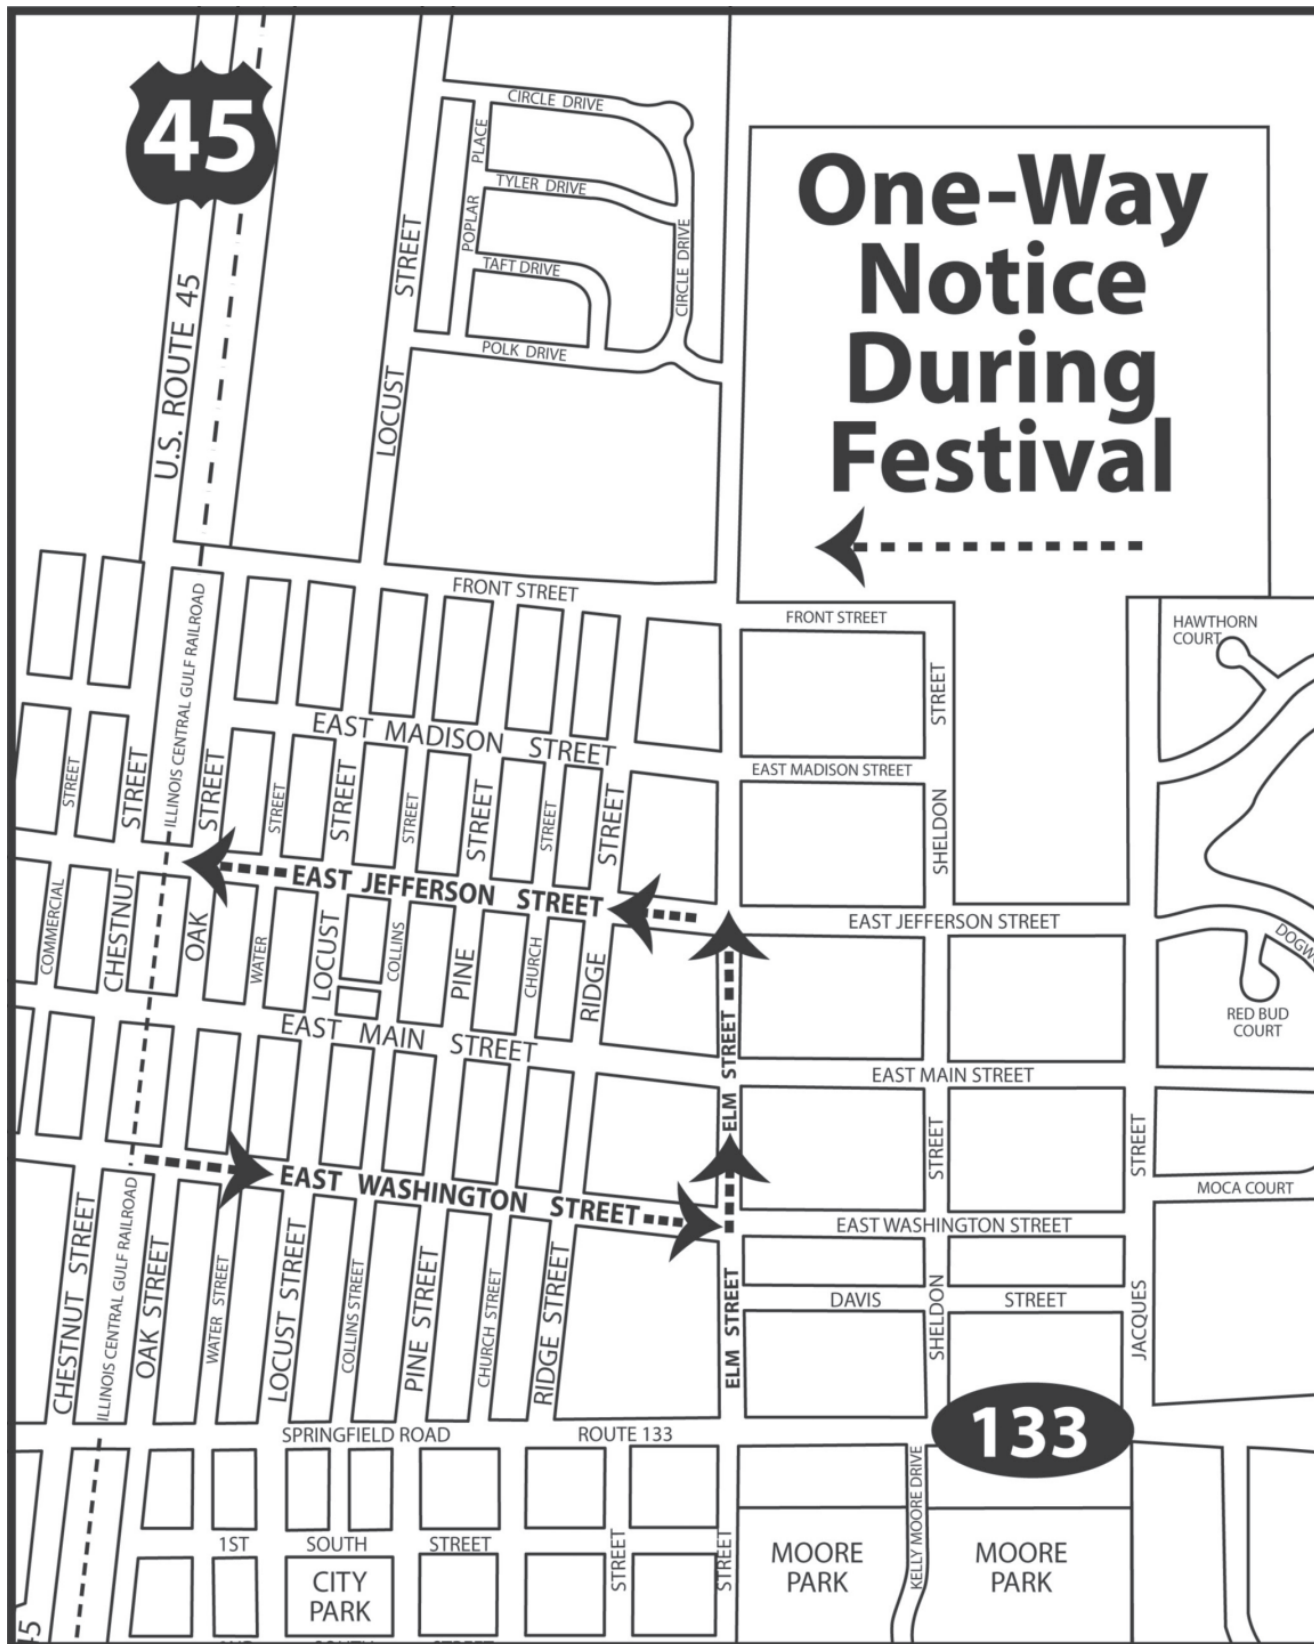 45
One-Way
Notice
During
Festival
CIRCLE DRIVE
PLACE
TYLER DRIVE
POPLAR
STREET
CIRCLE DRIVE
TAFT DRIVE
U.S. ROUTE 45
POLK DRIVE
LOCUST
FRONT STREET
FRONT STREET
HAWTHORN
COURT
ILLINOIS CENTRAL GULF RAILROAD
STREET
EAST MADISON STREET
EAST MADISON STREET
STREET
STREET
STREET
STREET
STREET
STREET
STREET
STREET
STREET
SHELDON
EAST JEFFERSON STREET
EAST JEFFERSON STREET
COMMERCIAL
CHESTNUT
OAK
WATER
LOCUST
COLLINS
PINE
CHURCH
RIDGE
DOGW
RED BUD
COURT
EAST MAIN STREET
ELM STREET
EAST MAIN STREET
STREET
STREET
EAST WASHINGTON STREET
MOCA COURT
EAST WASHINGTON STREET
CHESTNUT STREET
ILLINOIS CENTRAL GULF RAILROAD
OAK STREET
WATER STREET
LOCUST STREET
COLLINS STREET
PINE STREET
CHURCH STREET
RIDGE STREET
ELM STREET
DAVIS STREET
SHELDON
JACQUES
133
SPRINGFIELD ROAD ROUTE 133
KELLY MOORE DRIVE
1ST SOUTH STREET
STREET
STREET
MOORE
PARK
MOORE
PARK
CITY
PARK
45